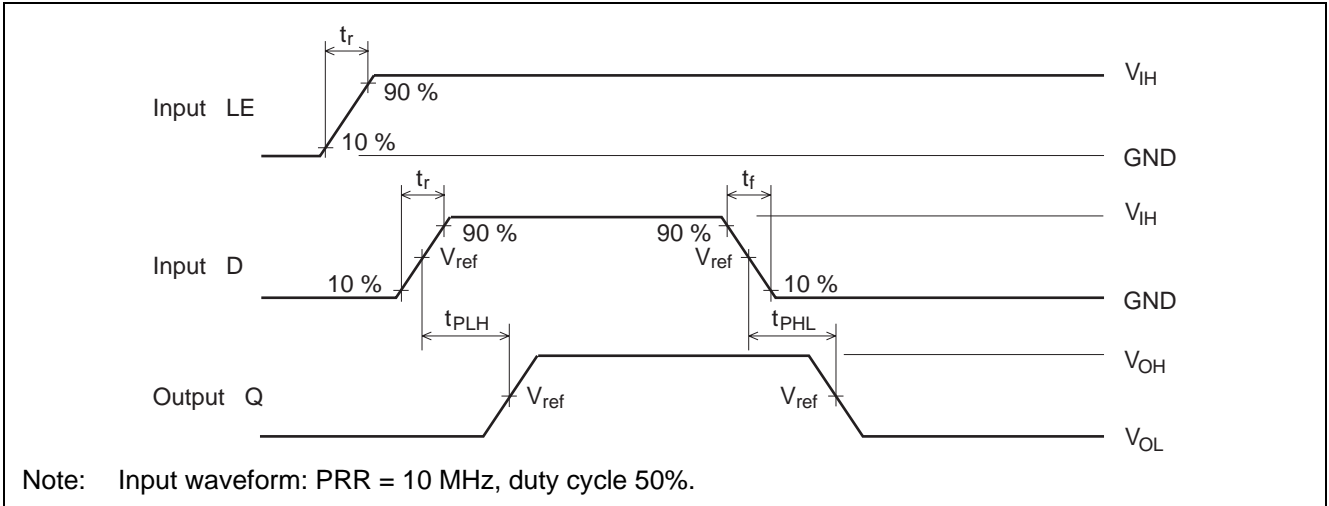 tr
VIH
90 %
Input LE
10 %
GND
tr
tf
VIH
90 %
90 %
Vref
Vref
Input D
10 %
10 %
GND
tPLH
tPHL
VOH
Output Q
Vref
Vref
VOL
Note: Input waveform: PRR = 10 MHz, duty cycle 50%.